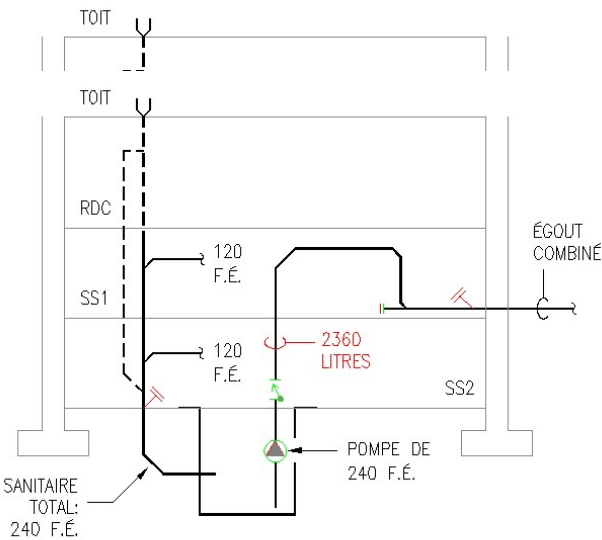 TOIT
TOIT
RDC
ÉGOUT
COMBINÉ
120
F.É.
SS1
2360
LITRES
120
F.É.
SS2
POMPE DE
240 F.É.
SANITAIRE
TOTAL:
240 F.É.